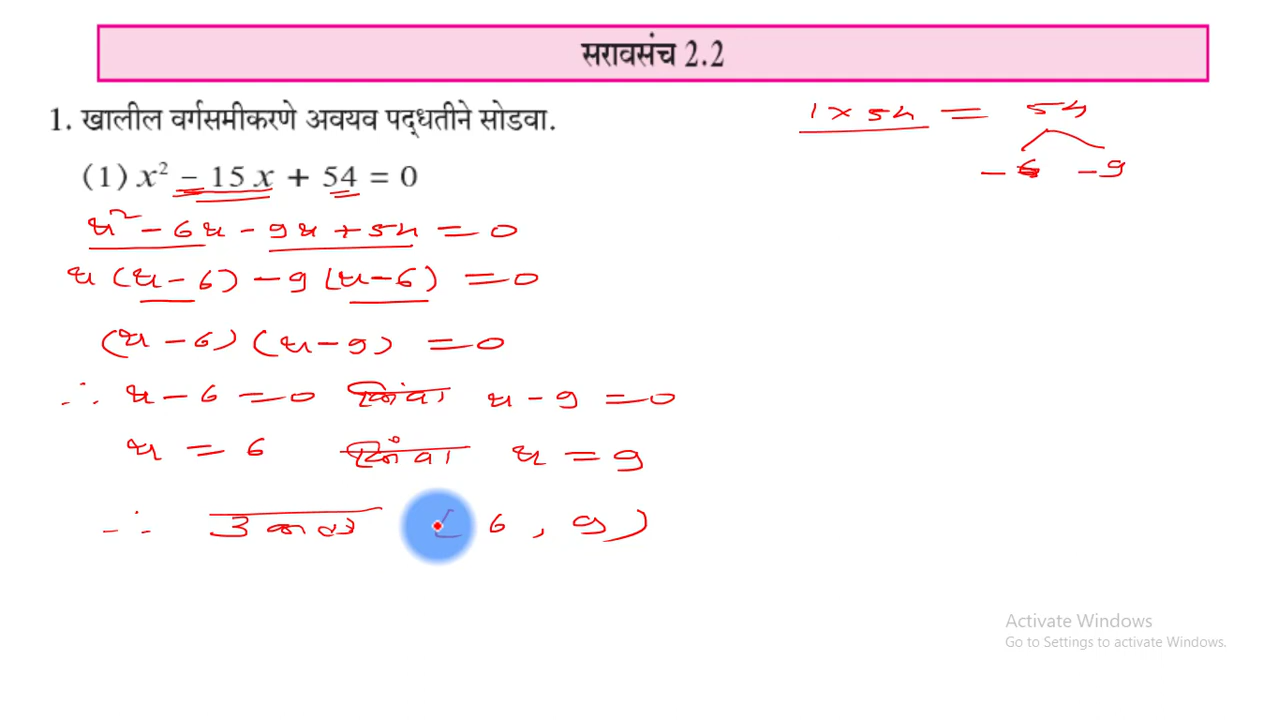 सरावसंच 2.2
1. खालील वर्गसमीकरणे अवयव पद्धतीने सोडवा.
1 × 54 = 54
(1) x² − 15x + 54 = 0
−6 −9
x² − 6x − 9x + 54 = 0
x (x − 6) − 9 (x − 6) = 0
(x − 6) (x − 9) = 0
∴ x − 6 = 0 किंवा x − 9 = 0
x = 6 किंवा x = 9
∴ उकल ( 6 , 9 )
Activate Windows
Go to Settings to activate Windows.